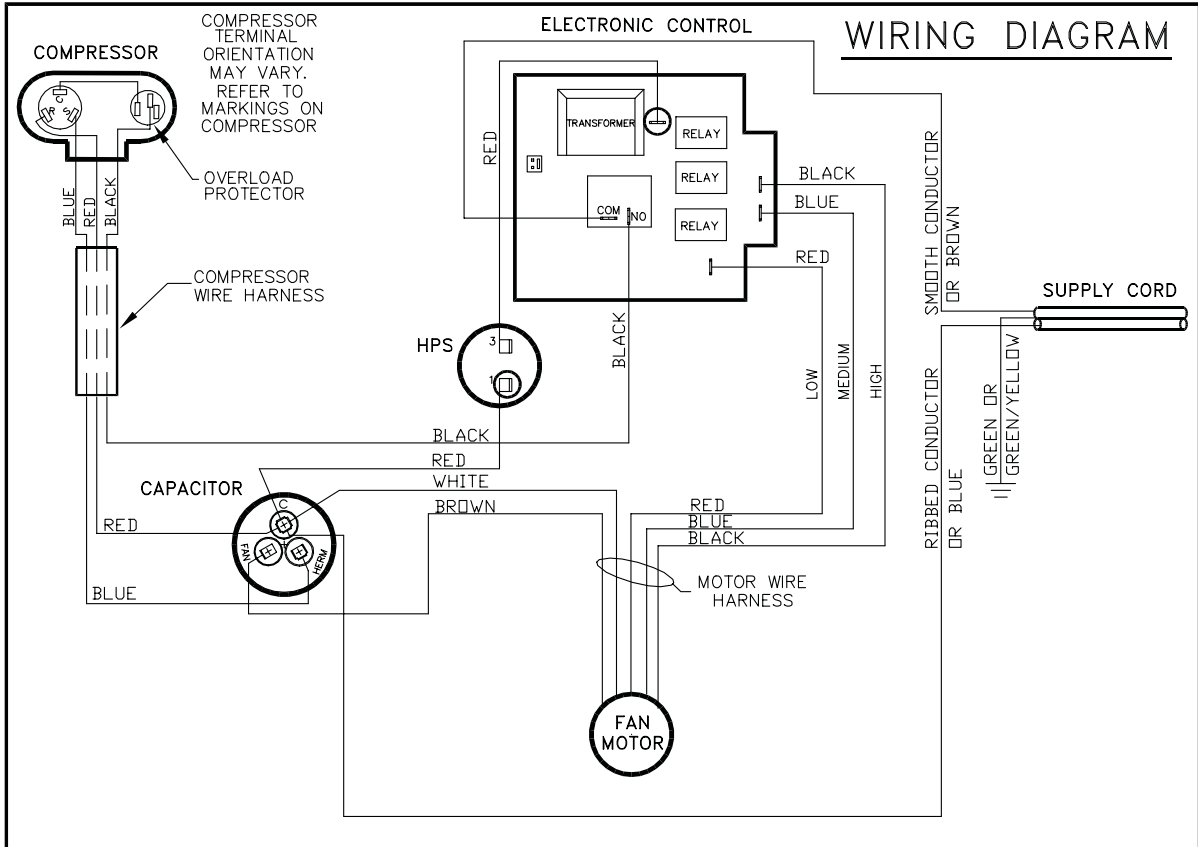 WIRING DIAGRAM
COMPRESSOR
TERMINAL
ORIENTATION
MAY VARY.
REFER TO
MARKINGS ON
COMPRESSOR
ELECTRONIC CONTROL
COMPRESSOR
C
R
S
OVERLOAD
PROTECTOR
BLUE
RED
BLACK
COMPRESSOR
WIRE HARNESS
RED
TRANSFORMER
RELAY
RELAY
RELAY
COM
NO
BLACK
BLUE
RED
BLACK
LOW
MEDIUM
HIGH
SMOOTH CONDUCTOR
OR BROWN
SUPPLY CORD
GREEN OR
GREEN/YELLOW
RIBBED CONDUCTOR
OR BLUE
HPS
3
1
BLACK
RED
WHITE
BROWN
CAPACITOR
C
FAN
HERM
RED
BLUE
RED
BLUE
BLACK
MOTOR WIRE
HARNESS
FAN
MOTOR